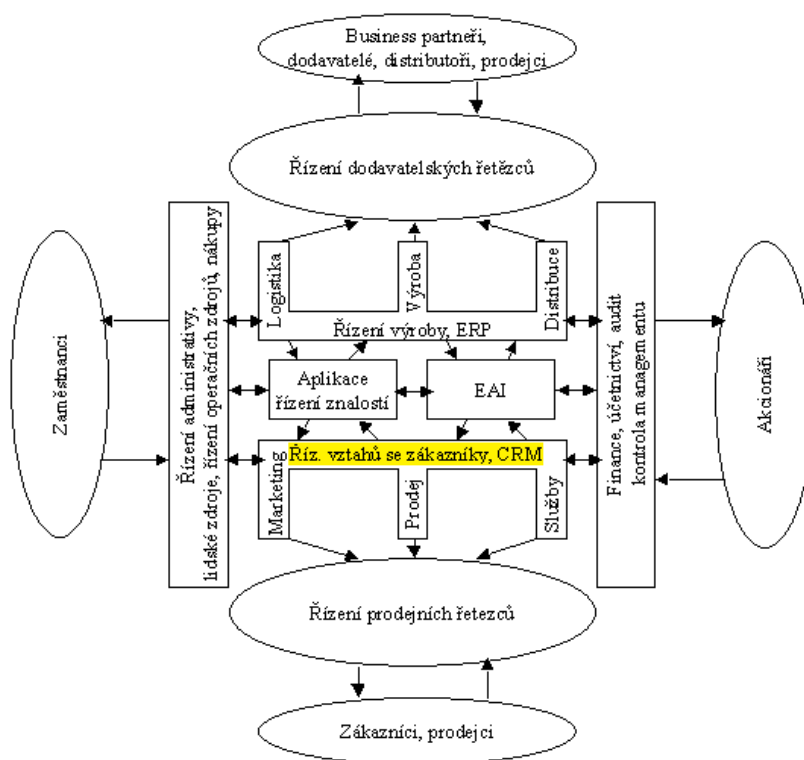 Business partneři,
dodavatelé, distributoři, prodejci
Řízení dodavatelských řetězců
Zaměstnanci
Řízení administrativy,
lidské zdroje, řízení operačních zdrojů, nákupy
Logistika
Výroba
Distribuce
Řízení výroby, ERP
Aplikace
řízení znalostí
EAI
Říz. vztahů se zákazníky, CRM
Marketing
Prodej
Služby
Finance, účetnictví, audit
kontrola managementu
Akcionáři
Řízení prodejních řetezců
Zákazníci, prodejci